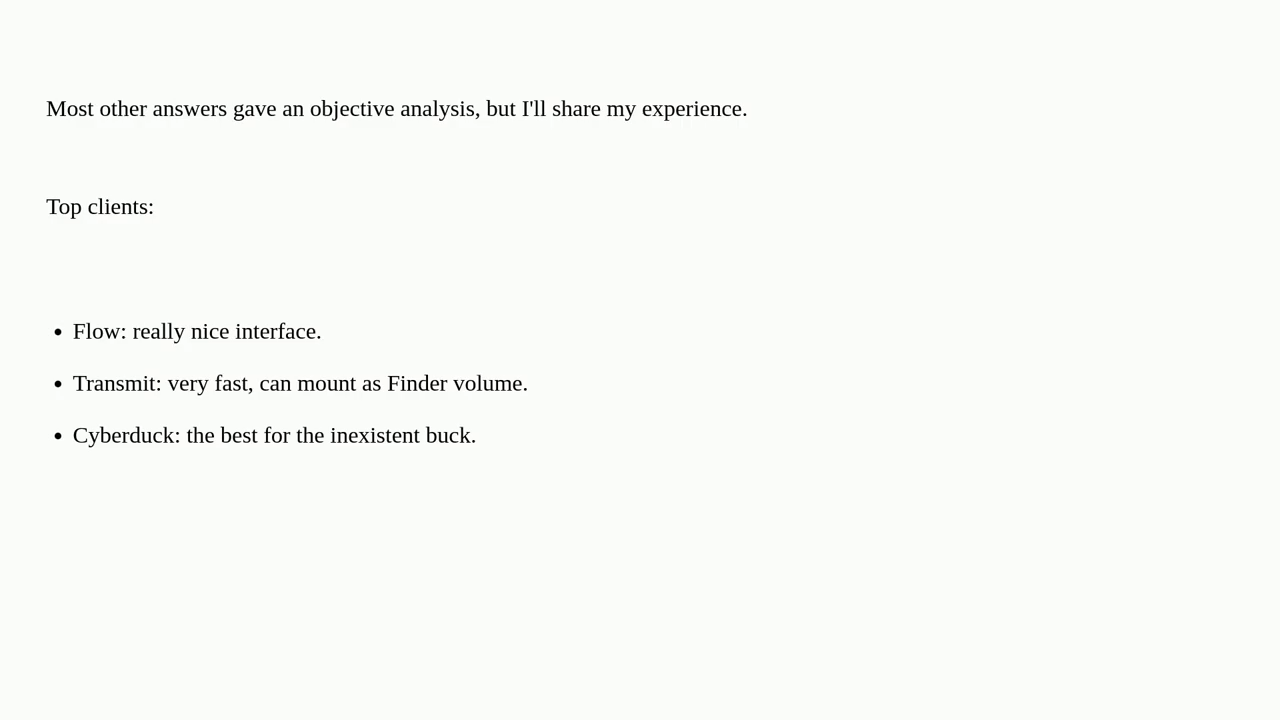 Most other answers gave an objective analysis, but I'll share my experience.
Top clients:
• Flow: really nice interface.
• Transmit: very fast, can mount as Finder volume.
• Cyberduck: the best for the inexistent buck.